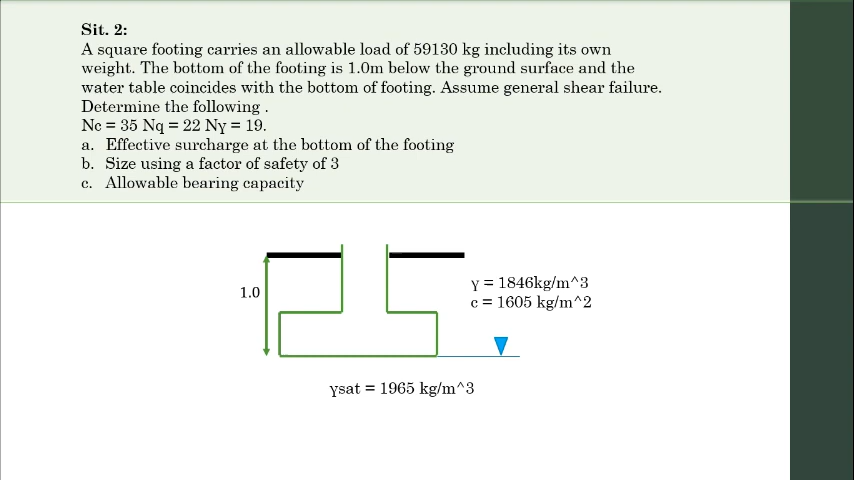 Sit. 2:
A square footing carries an allowable load of 59130 kg including its own
weight. The bottom of the footing is 1.0m below the ground surface and the
water table coincides with the bottom of footing. Assume general shear failure.
Determine the following .
Nc = 35 Nq = 22 Nγ = 19.
a. Effective surcharge at the bottom of the footing
b. Size using a factor of safety of 3
c. Allowable bearing capacity
1.0
γ = 1846kg/m^3
c = 1605 kg/m^2
γsat = 1965 kg/m^3